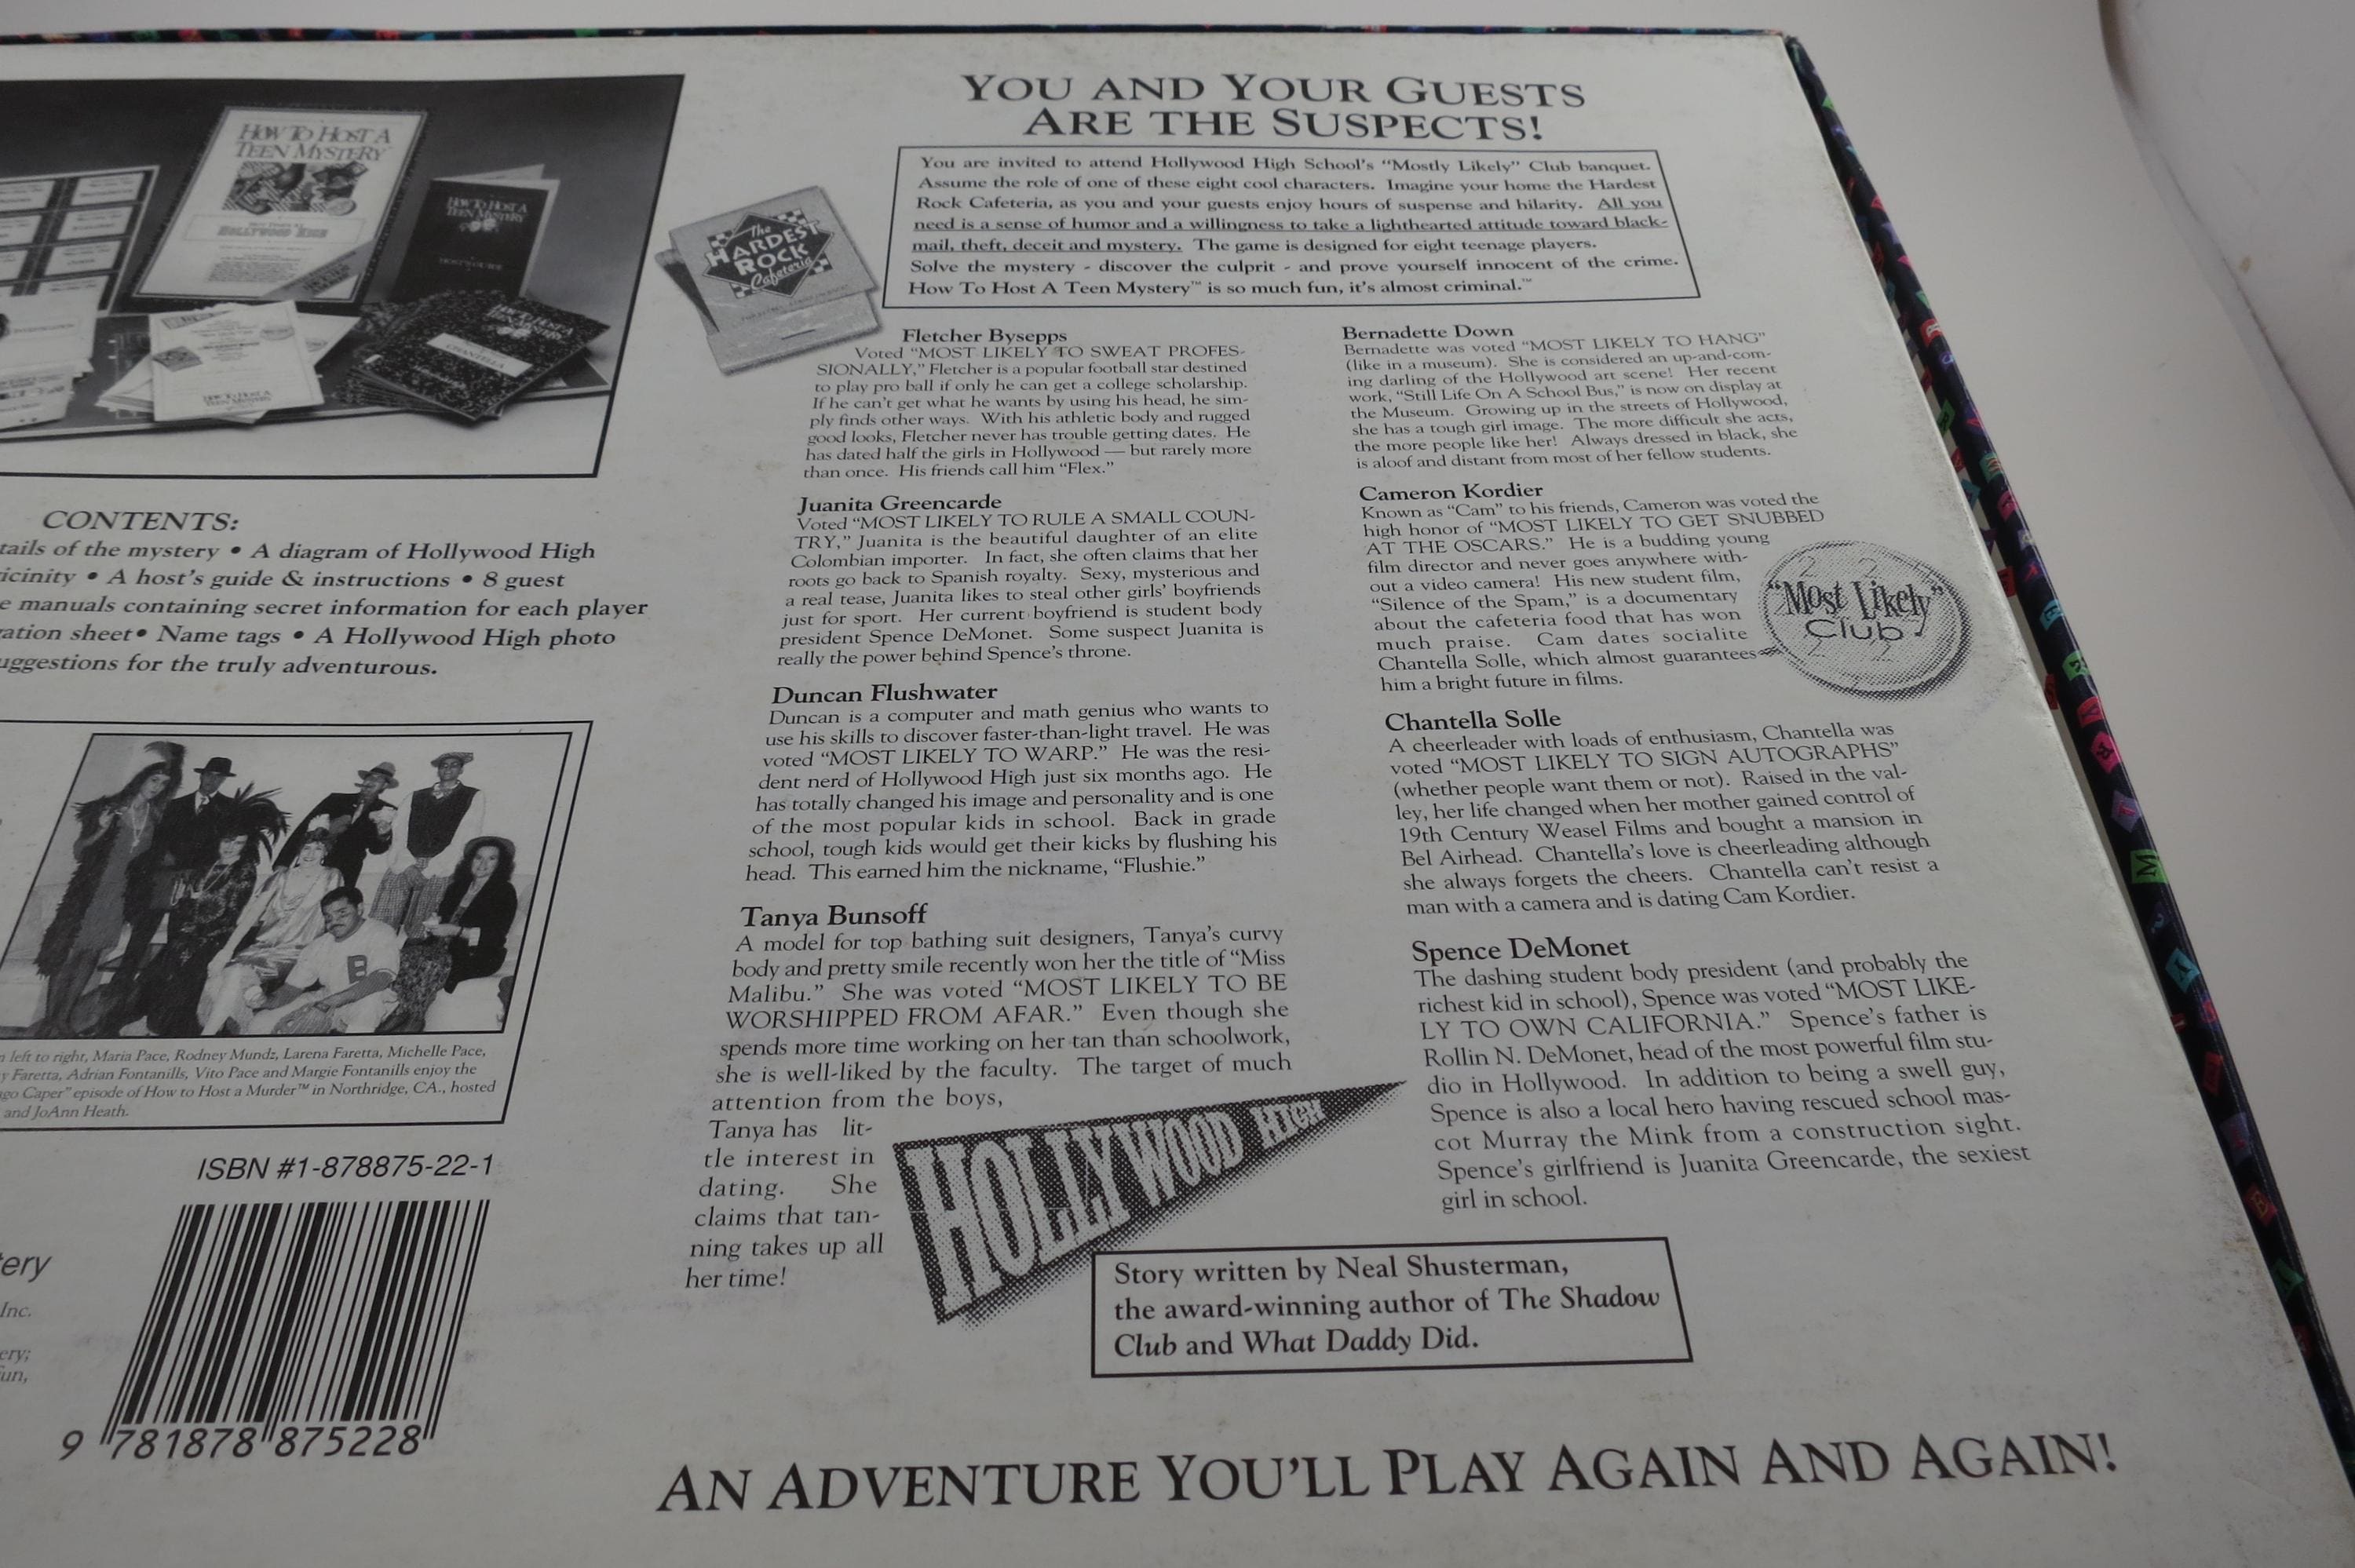 HOW TO HOST A
TEEN MYSTERY
HOLLYWOOD HIGH
HOW TO HOST A
TEEN MYSTERY
HOST GUIDE
HOW TO HOST A
TEEN MYSTERY
CHANTELLA
CONTENTS:
tails of the mystery • A diagram of Hollywood High
icinity • A host's guide & instructions • 8 guest
e manuals containing secret information for each player
ation sheet • Name tags • A Hollywood High photo
uggestions for the truly adventurous.
B
left to right, Maria Pace, Rodney Mundz, Larena Faretta, Michelle Pace,
y Faretta, Adrian Fontanills, Vito Pace and Margie Fontanills enjoy the
ago Caper" episode of How to Host a Murder™ in Northridge, CA., hosted
and JoAnn Heath.
ISBN #1-878875-22-1
tery
Inc.
ery;
un,
9 781878 875228
YOU AND YOUR GUESTS
ARE THE SUSPECTS!
You are invited to attend Hollywood High School's "Mostly Likely" Club banquet.
Assume the role of one of these eight cool characters. Imagine your home the Hardest
Rock Cafeteria, as you and your guests enjoy hours of suspense and hilarity. All you
need is a sense of humor and a willingness to take a lighthearted attitude toward black-
mail, theft, deceit and mystery. The game is designed for eight teenage players.
Solve the mystery - discover the culprit - and prove yourself innocent of the crime.
How To Host A Teen Mystery™ is so much fun, it's almost criminal.™
The
HARDEST
ROCK
Cafeteria
Fletcher Bysepps
Voted "MOST LIKELY TO SWEAT PROFES-
SIONALLY," Fletcher is a popular football star destined
to play pro ball if only he can get a college scholarship.
If he can't get what he wants by using his head, he sim-
ply finds other ways. With his athletic body and rugged
good looks, Fletcher never has trouble getting dates. He
has dated half the girls in Hollywood — but rarely more
than once. His friends call him "Flex."
Juanita Greencarde
Voted "MOST LIKELY TO RULE A SMALL COUN-
TRY," Juanita is the beautiful daughter of an elite
Colombian importer. In fact, she often claims that her
roots go back to Spanish royalty. Sexy, mysterious and
a real tease, Juanita likes to steal other girls' boyfriends
just for sport. Her current boyfriend is student body
president Spence DeMonet. Some suspect Juanita is
really the power behind Spence's throne.
Duncan Flushwater
Duncan is a computer and math genius who wants to
use his skills to discover faster-than-light travel. He was
voted "MOST LIKELY TO WARP." He was the resi-
dent nerd of Hollywood High just six months ago. He
has totally changed his image and personality and is one
of the most popular kids in school. Back in grade
school, tough kids would get their kicks by flushing his
head. This earned him the nickname, "Flushie."
Tanya Bunsoff
A model for top bathing suit designers, Tanya's curvy
body and pretty smile recently won her the title of "Miss
Malibu." She was voted "MOST LIKELY TO BE
WORSHIPPED FROM AFAR." Even though she
spends more time working on her tan than schoolwork,
she is well-liked by the faculty. The target of much
attention from the boys,
Tanya has lit-
tle interest in
dating. She
claims that tan-
ning takes up all
her time!
HOLLYWOOD HIGH
Bernadette Down
Bernadette was voted "MOST LIKELY TO HANG"
(like in a museum). She is considered an up-and-com-
ing darling of the Hollywood art scene! Her recent
work, "Still Life On A School Bus," is now on display at
the Museum. Growing up in the streets of Hollywood,
she has a tough girl image. The more difficult she acts,
the more people like her! Always dressed in black, she
is aloof and distant from most of her fellow students.
Cameron Kordier
Known as "Cam" to his friends, Cameron was voted the
high honor of "MOST LIKELY TO GET SNUBBED
AT THE OSCARS." He is a budding young
film director and never goes anywhere with-
out a video camera! His new student film,
"Silence of the Spam," is a documentary
about the cafeteria food that has won
much praise. Cam dates socialite
Chantella Solle, which almost guarantees
him a bright future in films.
"Most Likely"
Club
Chantella Solle
A cheerleader with loads of enthusiasm, Chantella was
voted "MOST LIKELY TO SIGN AUTOGRAPHS"
(whether people want them or not). Raised in the val-
ley, her life changed when her mother gained control of
19th Century Weasel Films and bought a mansion in
Bel Airhead. Chantella's love is cheerleading although
she always forgets the cheers. Chantella can't resist a
man with a camera and is dating Cam Kordier.
Spence DeMonet
The dashing student body president (and probably the
richest kid in school), Spence was voted "MOST LIKE-
LY TO OWN CALIFORNIA." Spence's father is
Rollin N. DeMonet, head of the most powerful film stu-
dio in Hollywood. In addition to being a swell guy,
Spence is also a local hero having rescued school mas-
cot Murray the Mink from a construction sight.
Spence's girlfriend is Juanita Greencarde, the sexiest
girl in school.
Story written by Neal Shusterman,
the award-winning author of The Shadow
Club and What Daddy Did.
AN ADVENTURE YOU'LL PLAY AGAIN AND AGAIN!